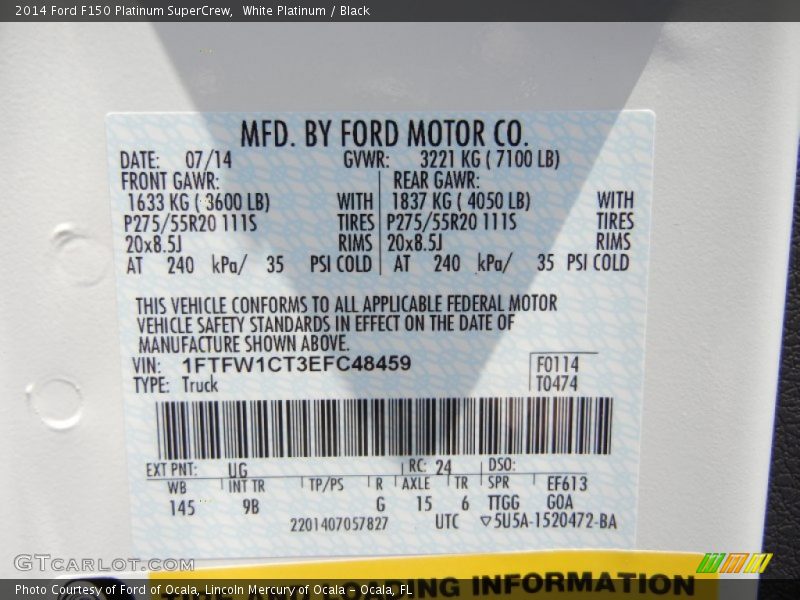 2014 Ford F150 Platinum SuperCrew,  White Platinum / Black
MFD. BY FORD MOTOR CO.
DATE: 07/14 GVWR: 3221 KG ( 7100 LB)
FRONT GAWR: REAR GAWR:
1633 KG ( 3600 LB) WITH 1837 KG ( 4050 LB) WITH
P275/55R20 111S TIRES P275/55R20 111S TIRES
20x8.5J RIMS 20x8.5J RIMS
AT 240 kPa/ 35 PSI COLD AT 240 kPa/ 35 PSI COLD
THIS VEHICLE CONFORMS TO ALL APPLICABLE FEDERAL MOTOR
VEHICLE SAFETY STANDARDS IN EFFECT ON THE DATE OF
MANUFACTURE SHOWN ABOVE.
VIN: 1FTFW1CT3EFC48459 F0114
TYPE: Truck T0474
EXT PNT: UG RC: 24 DSO:
WB INT TR TP/PS R AXLE TR SPR EF613
145 9B G 15 6 TTGG GOA
2201407057827 UTC ▽5U5A-1520472-BA
GTCARLOT.COM
TIRE AND LOADING INFORMATION
Photo Courtesy of Ford of Ocala, Lincoln Mercury of Ocala - Ocala, FL